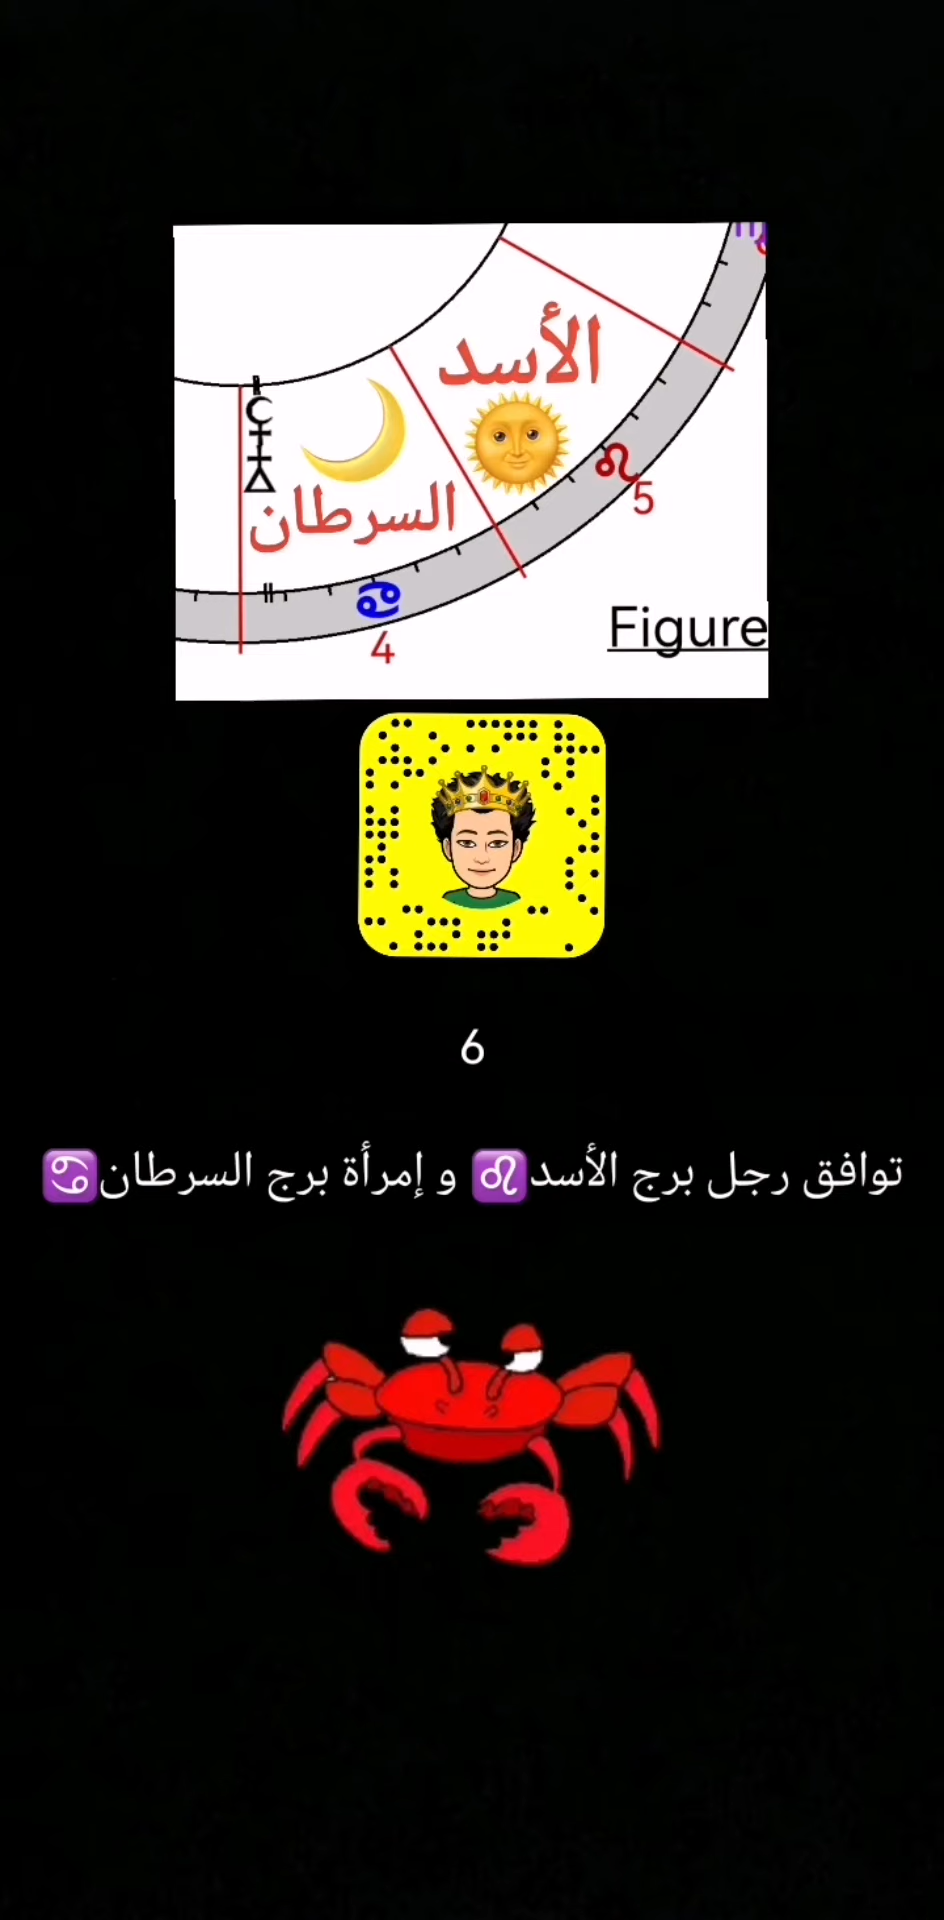 الأسد
السرطان
5
4
Figure
6
توافق رجل برج الأسد♌ و إمرأة برج السرطان♋